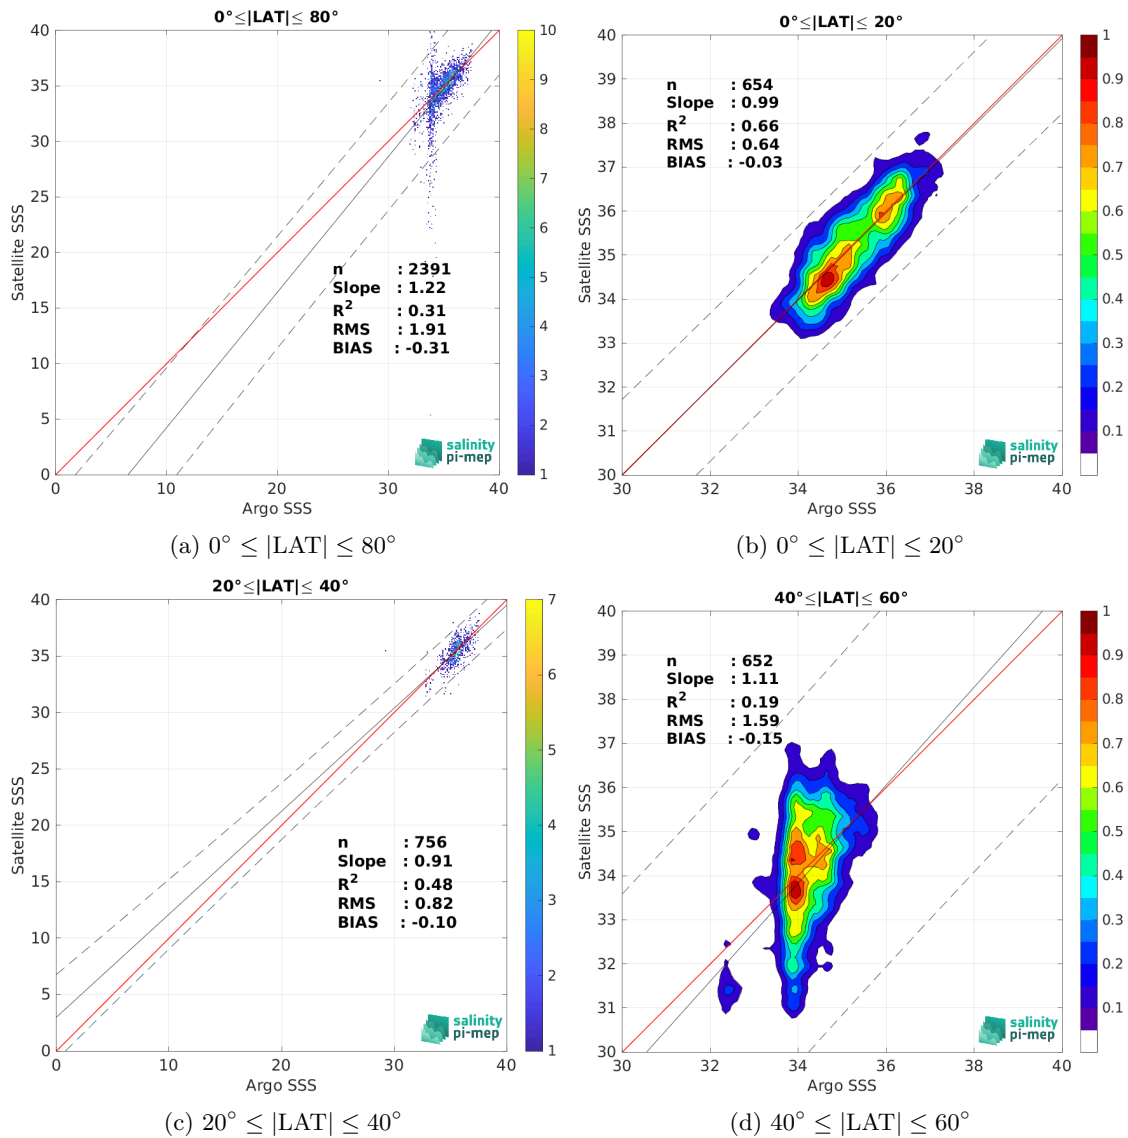 0°≤|LAT|≤ 80°
40
35
30
25
20
15
10
5
0
Satellite SSS
n : 2391
Slope : 1.22
R² : 0.31
RMS : 1.91
BIAS : -0.31
salinity
pi-mep
0 10 20 30 40
Argo SSS
10
9
8
7
6
5
4
3
2
1
(a) 0° ≤ |LAT| ≤ 80°
0°≤|LAT|≤ 20°
40
39
38
37
36
35
34
33
32
31
30
Satellite SSS
n : 654
Slope : 0.99
R² : 0.66
RMS : 0.64
BIAS : -0.03
salinity
pi-mep
30 32 34 36 38 40
Argo SSS
1
0.9
0.8
0.7
0.6
0.5
0.4
0.3
0.2
0.1
(b) 0° ≤ |LAT| ≤ 20°
20°≤|LAT|≤ 40°
40
35
30
25
20
15
10
5
0
Satellite SSS
n : 756
Slope : 0.91
R² : 0.48
RMS : 0.82
BIAS : -0.10
salinity
pi-mep
0 10 20 30 40
Argo SSS
7
6
5
4
3
2
1
(c) 20° ≤ |LAT| ≤ 40°
40°≤|LAT|≤ 60°
40
39
38
37
36
35
34
33
32
31
30
Satellite SSS
n : 652
Slope : 1.11
R² : 0.19
RMS : 1.59
BIAS : -0.15
salinity
pi-mep
30 32 34 36 38 40
Argo SSS
1
0.9
0.8
0.7
0.6
0.5
0.4
0.3
0.2
0.1
(d) 40° ≤ |LAT| ≤ 60°